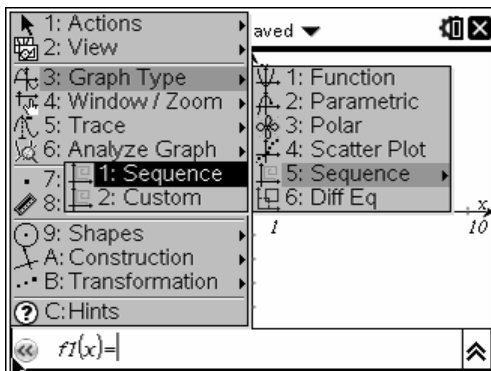 1: Actions
2: View
3: Graph Type
4: Window / Zoom
5: Trace
6: Analyze Graph
7:
8:
1: Sequence
2: Custom
9: Shapes
A: Construction
B: Transformation
C:Hints
aved
1: Function
2: Parametric
3: Polar
4: Scatter Plot
5: Sequence
6: Diff Eq
x
1
10
f1(x)=